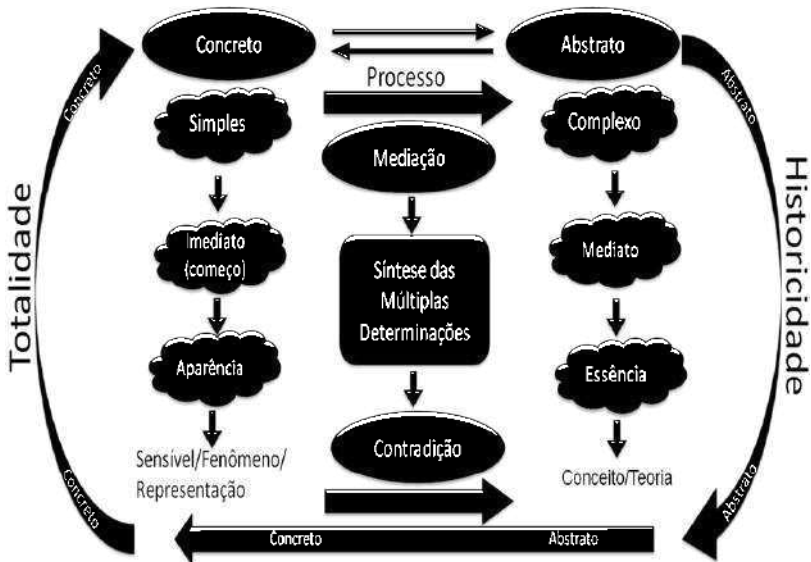 Concreto
Abstrato
Processo
Concreto
Abstrato
Simples
Complexo
Mediação
Totalidade
Historicidade
Imediato
(começo)
Mediato
Síntese das
Múltiplas
Determinações
Aparência
Essência
Contradição
Sensível/Fenômeno/
Representação
Conceito/Teoria
Concreto
Abstrato
Concreto
Abstrato